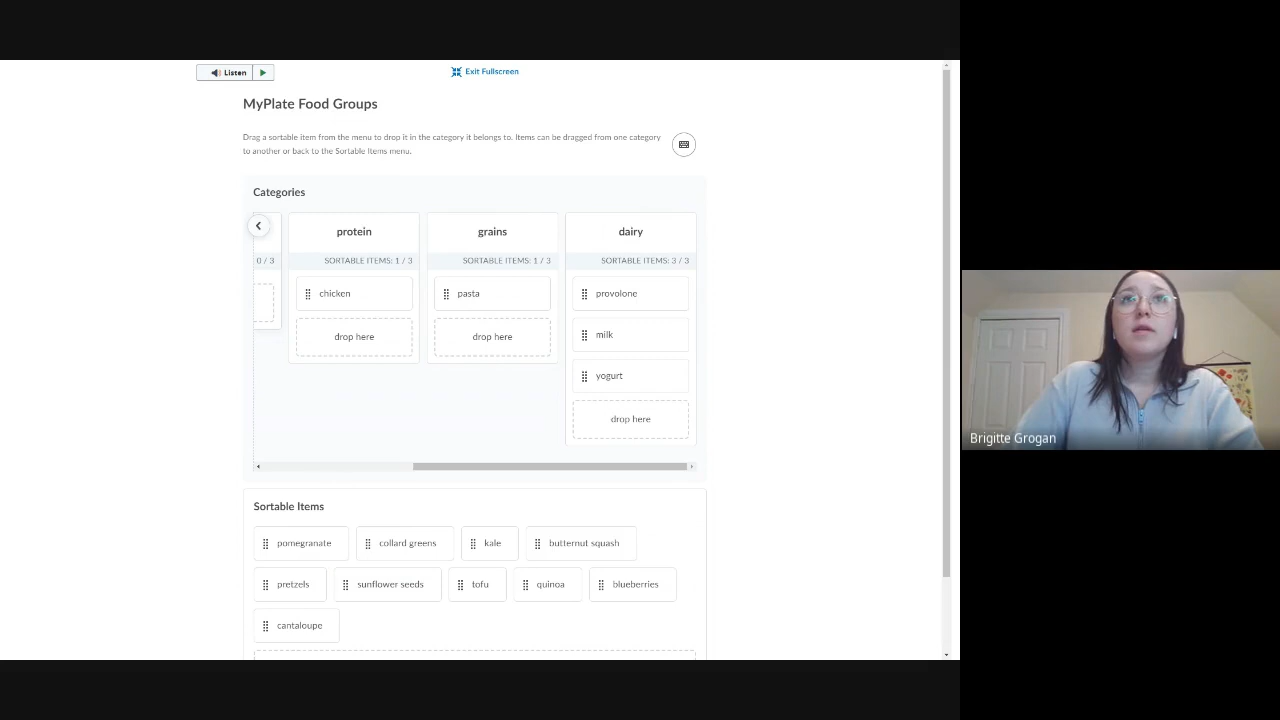 Listen
Exit Fullscreen
MyPlate Food Groups
Drag a sortable item from the menu to drop it in the category it belongs to. Items can be dragged from one category
to another or back to the Sortable Items menu.
Categories
protein grains dairy
0 / 3 SORTABLE ITEMS: 1 / 3 SORTABLE ITEMS: 1 / 3 SORTABLE ITEMS: 3 / 3
chicken pasta provolone
drop here drop here milk
yogurt
drop here
Sortable Items
pomegranate collard greens kale butternut squash
pretzels sunflower seeds tofu quinoa blueberries
cantaloupe
Brigitte Grogan